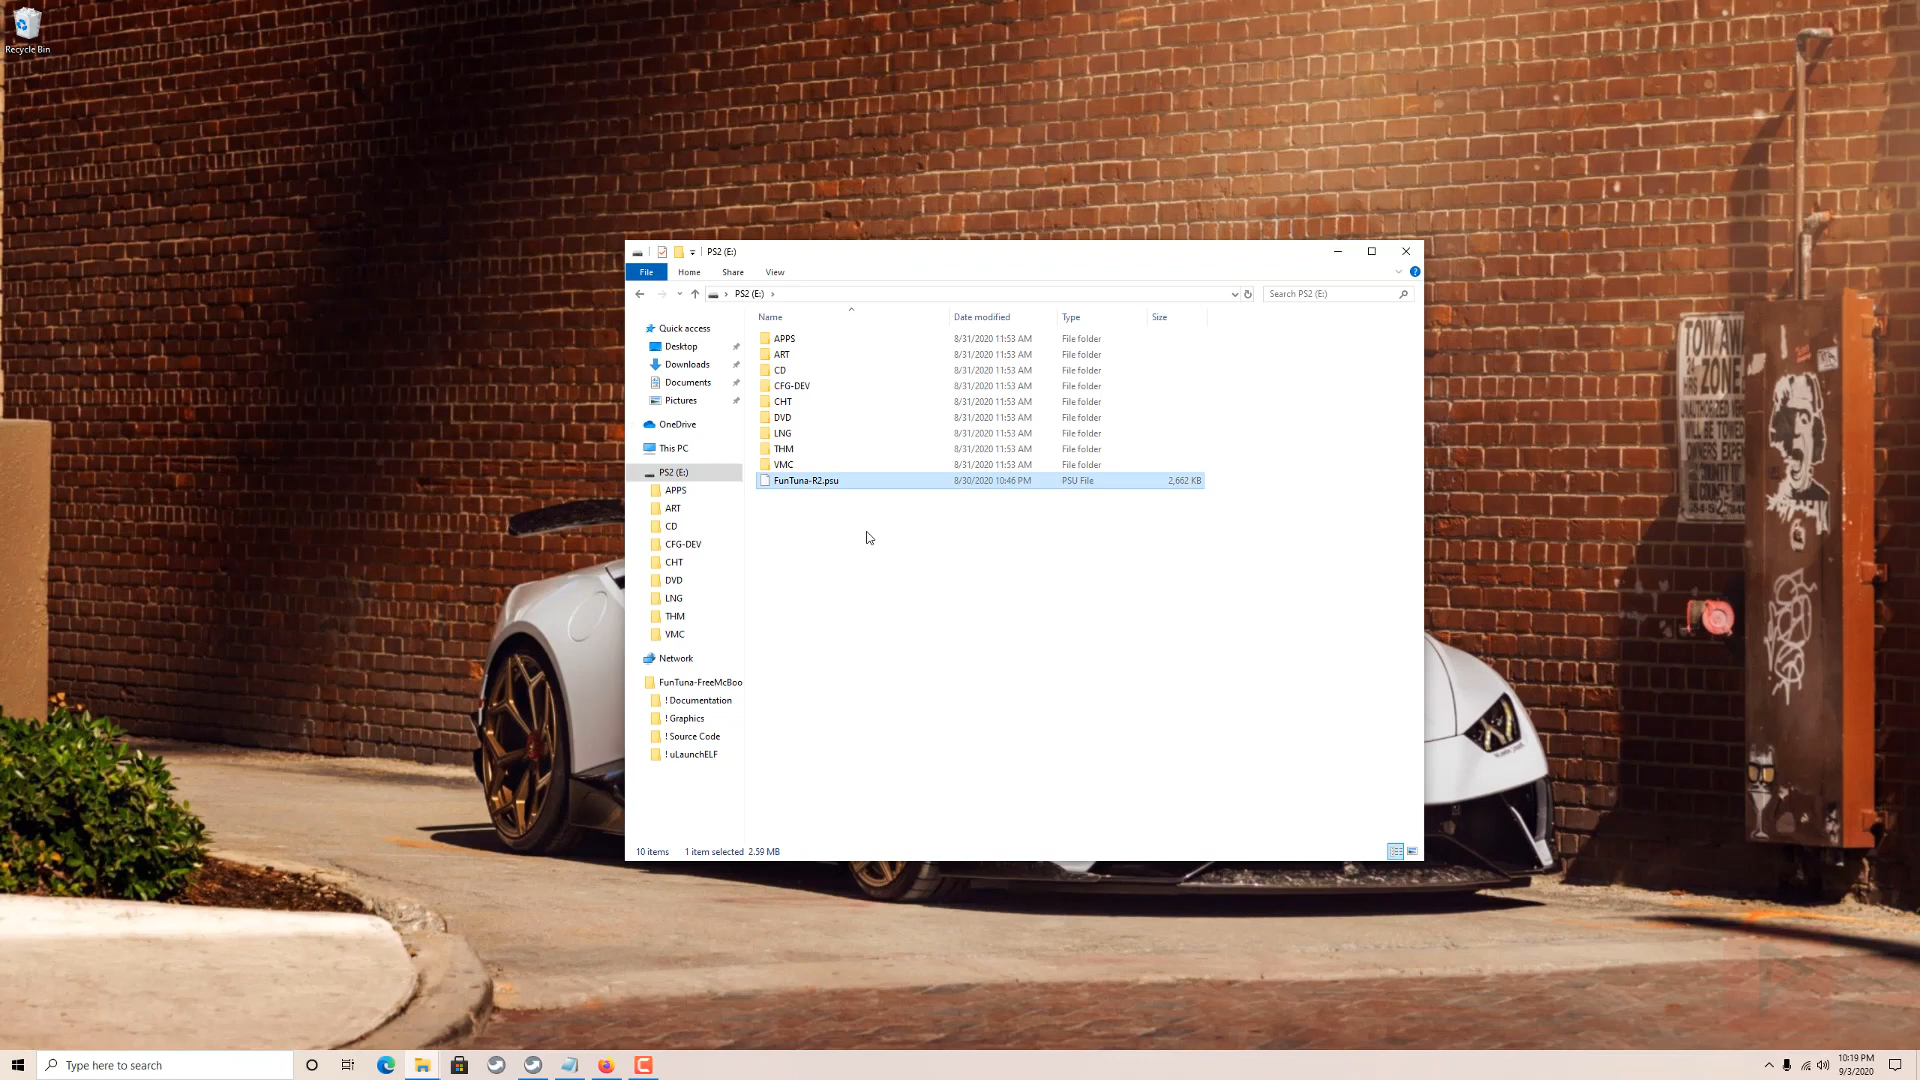 Recycle Bin
PS2 (E:)
File Home Share View
PS2 (E:)
Search PS2 (E:)
Name Date modified Type Size
Quick access
Desktop
Downloads
Documents
Pictures
OneDrive
This PC
PS2 (E:)
APPS
ART
CD
CFG-DEV
CHT
DVD
LNG
THM
VMC
Network
FunTuna-FreeMcBoo
! Documentation
! Graphics
! Source Code
! uLaunchELF
APPS 8/31/2020 11:53 AM File folder
ART 8/31/2020 11:53 AM File folder
CD 8/31/2020 11:53 AM File folder
CFG-DEV 8/31/2020 11:53 AM File folder
CHT 8/31/2020 11:53 AM File folder
DVD 8/31/2020 11:53 AM File folder
LNG 8/31/2020 11:53 AM File folder
THM 8/31/2020 11:53 AM File folder
VMC 8/31/2020 11:53 AM File folder
FunTuna-R2.psu 8/30/2020 10:46 PM PSU File 2,662 KB
10 items 1 item selected 2.59 MB
ZONE
Type here to search
10:19 PM
9/3/2020